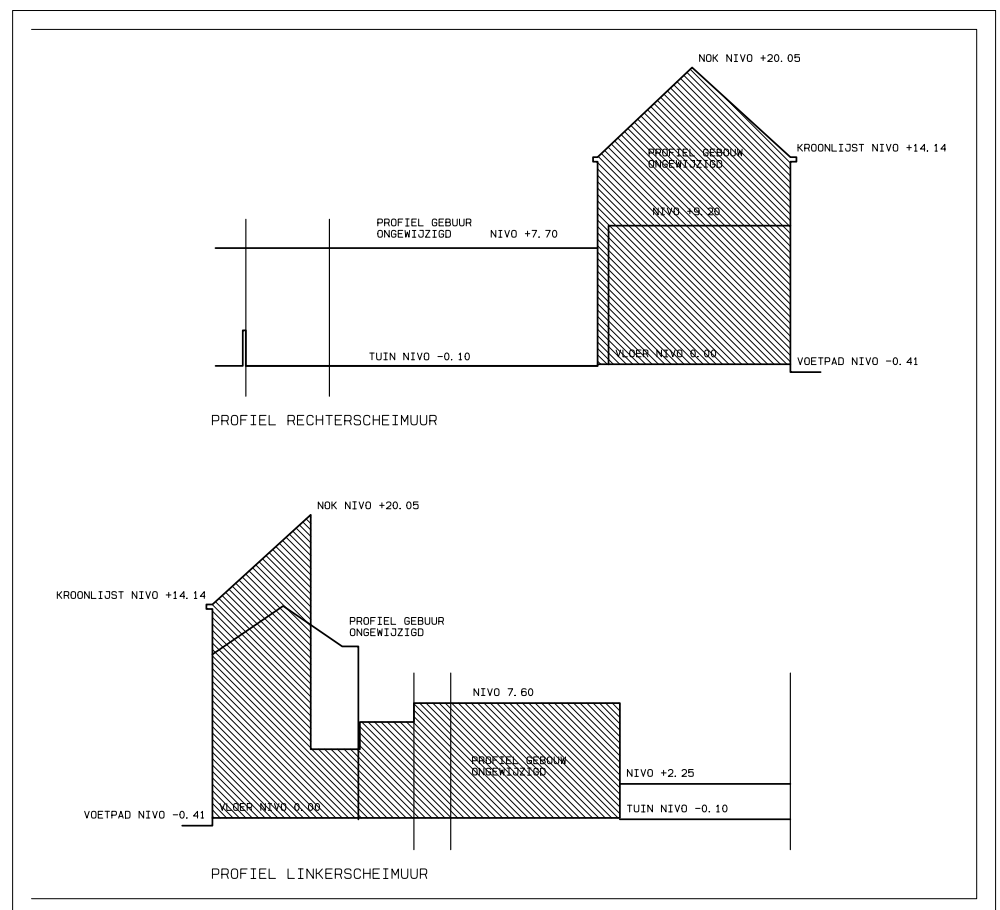 NOK NIVO +20.05
PROFIEL GEBOUW
ONGEWIJZIGD
KROONLIJST NIVO +14.14
NIVO +9.20
PROFIEL GEBUUR
ONGEWIJZIGD
NIVO +7.70
TUIN NIVO -0.10
VLOER NIVO 0.00
VOETPAD NIVO -0.41
PROFIEL RECHTERSCHEIMUUR
NOK NIVO +20.05
KROONLIJST NIVO +14.14
PROFIEL GEBUUR
ONGEWIJZIGD
NIVO 7.60
PROFIEL GEBOUW
ONGEWIJZIGD
NIVO +2.25
VOETPAD NIVO -0.41
VLOER NIVO 0.00
TUIN NIVO -0.10
PROFIEL LINKERSCHEIMUUR